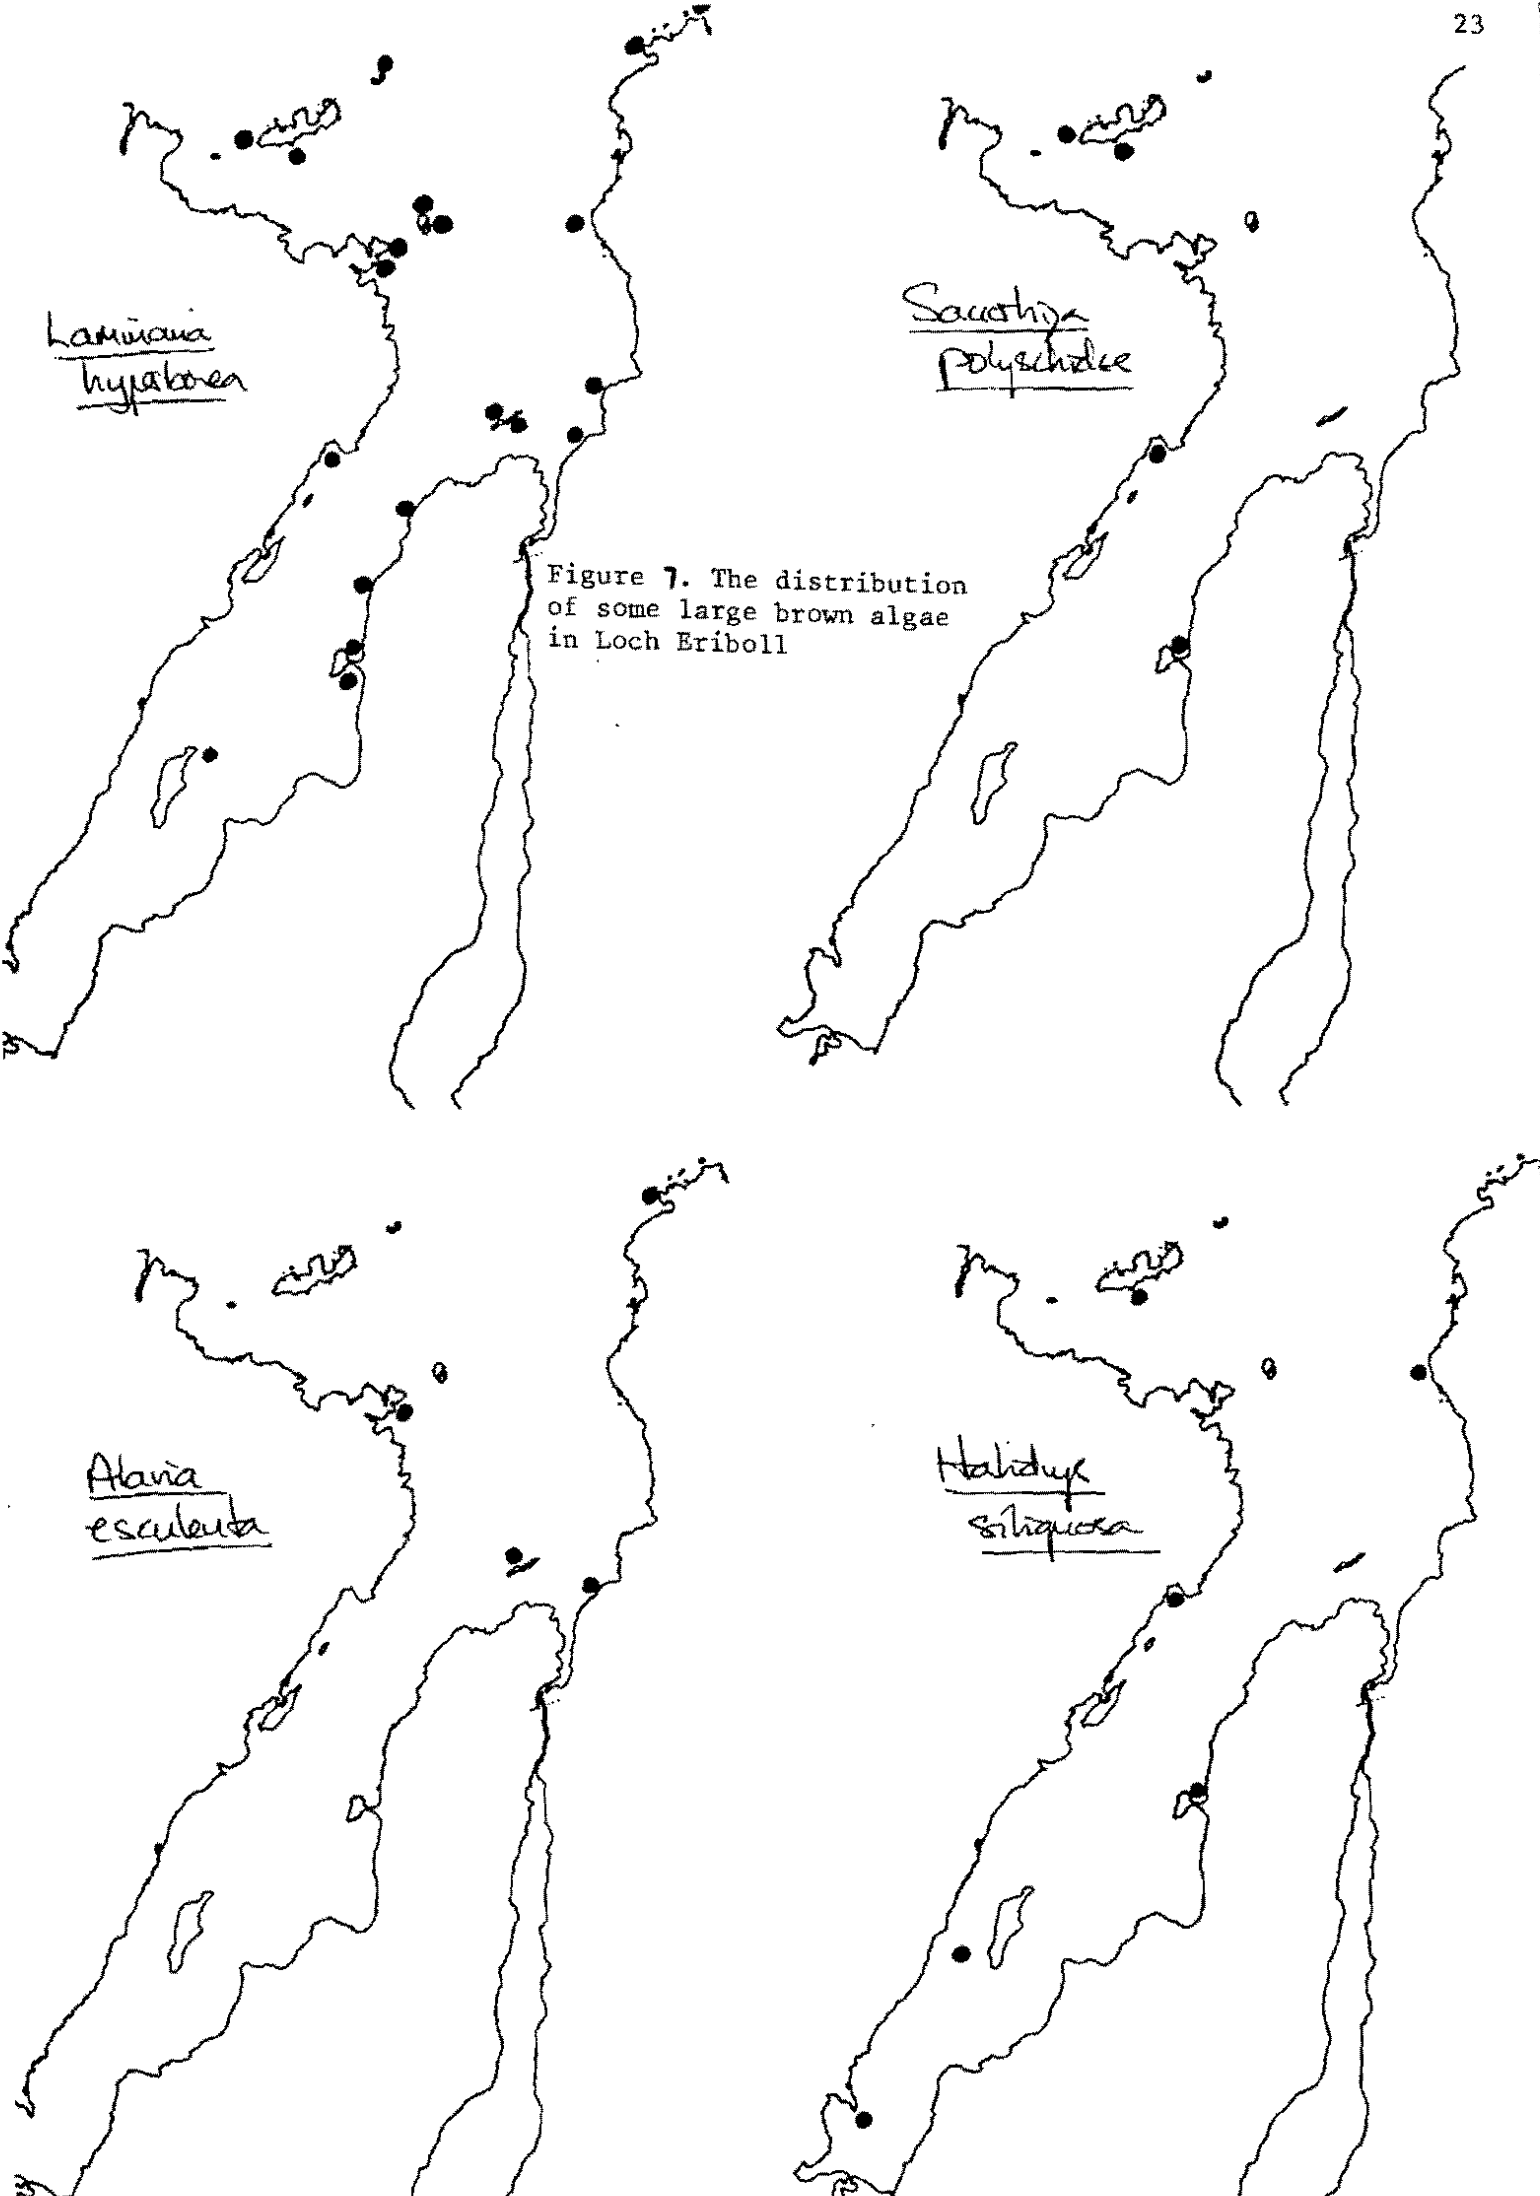 23
Laminaria
hyperborea
Saccorhiza
polyschides
Figure 7. The distribution
of some large brown algae
in Loch Eriboll
Alaria
esculenta
Halidrys
siliquosa